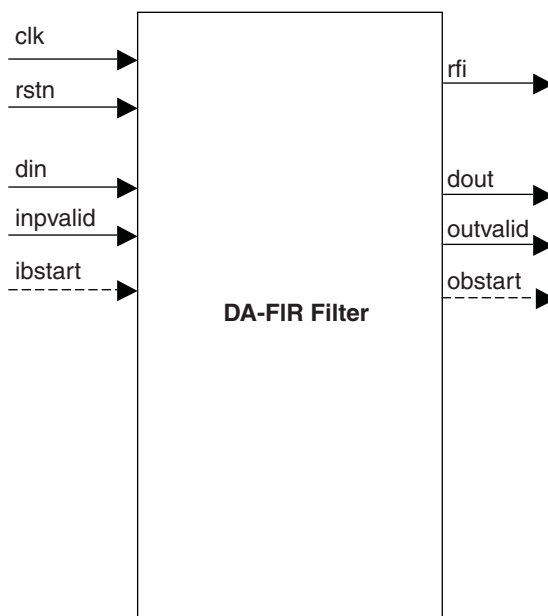 clk
rstn
din
inpvalid
ibstart
DA-FIR Filter
rfi
dout
outvalid
obstart